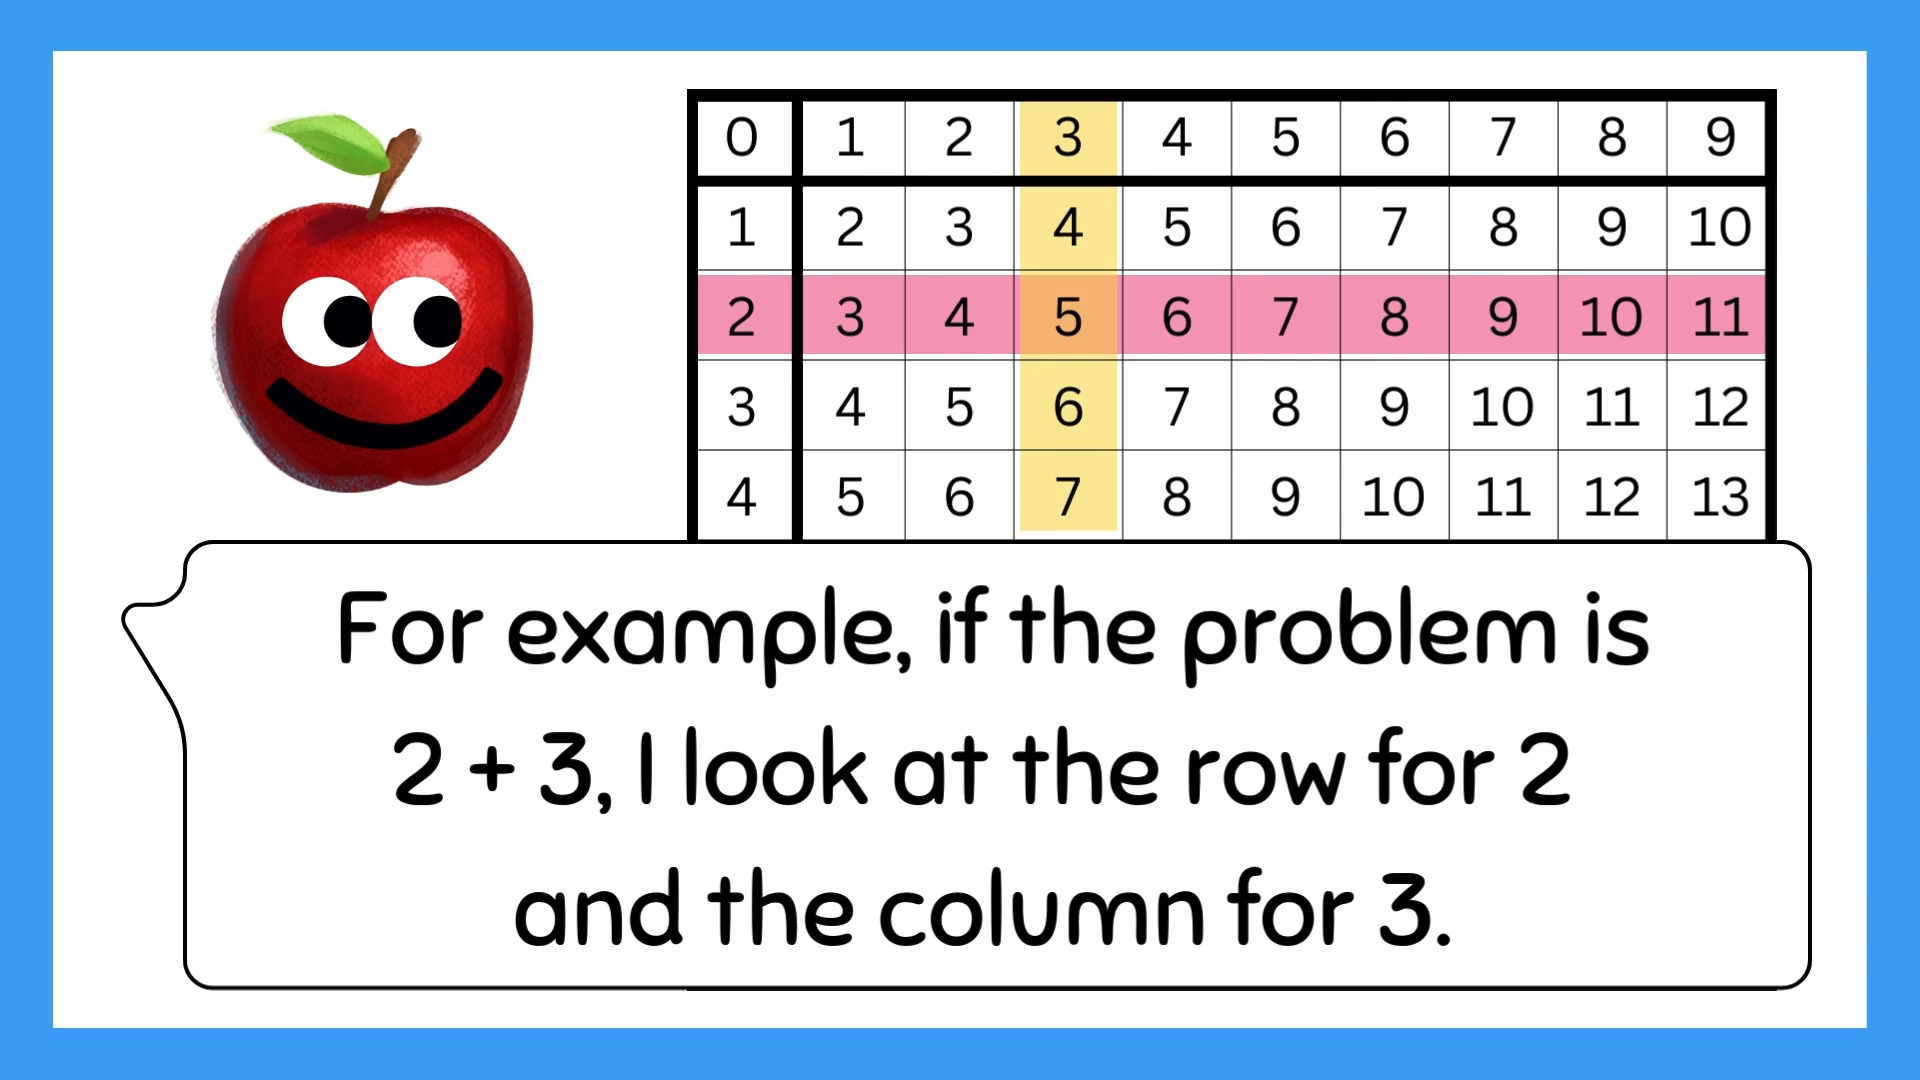 0 1 2 3 4 5 6 7 8 9
1 2 3 4 5 6 7 8 9 10
2 3 4 5 6 7 8 9 10 11
3 4 5 6 7 8 9 10 11 12
4 5 6 7 8 9 10 11 12 13
For example, if the problem is
2 + 3, I look at the row for 2
and the column for 3.